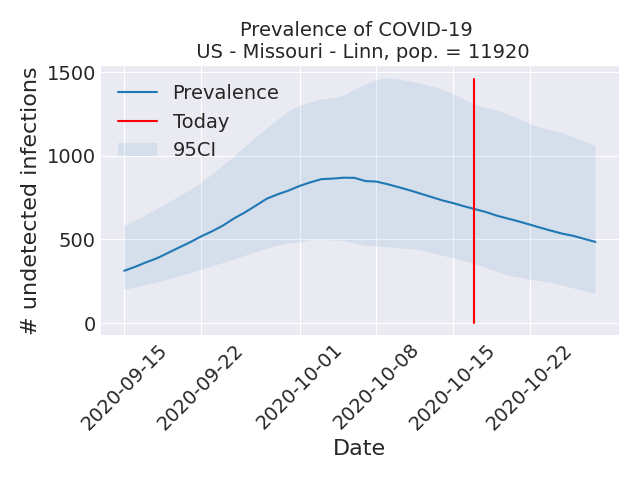 Prevalence of COVID-19
US - Missouri - Linn, pop. = 11920
# undetected infections
1500
1000
500
0
Prevalence
Today
95CI
2020-09-15
2020-09-22
2020-10-01
2020-10-08
2020-10-15
2020-10-22
Date